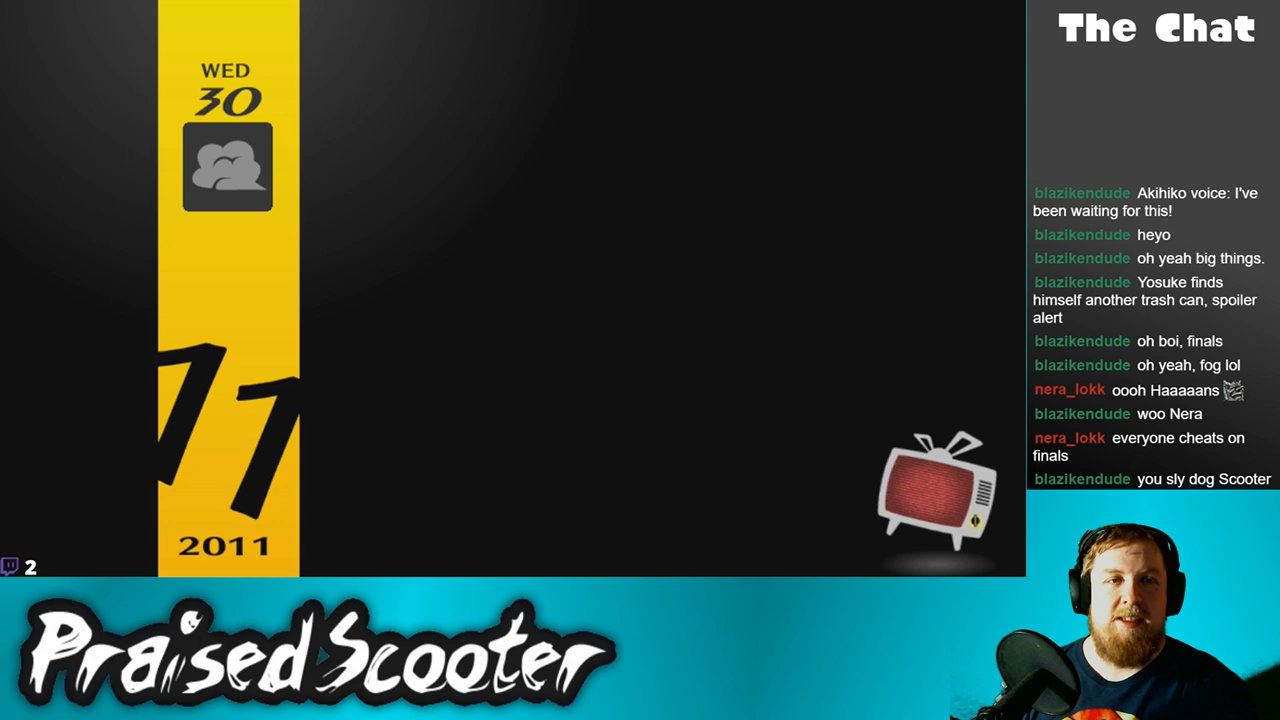 WED
30
11
2011
2
The Chat
blazikendude Akihiko voice: I've
been waiting for this!
blazikendude heyo
blazikendude oh yeah big things.
blazikendude Yosuke finds
himself another trash can, spoiler
alert
blazikendude oh boi, finals
blazikendude oh yeah, fog lol
nera_lokk oooh Haaaaans
blazikendude woo Nera
nera_lokk everyone cheats on
finals
blazikendude you sly dog Scooter
PraisedScooter